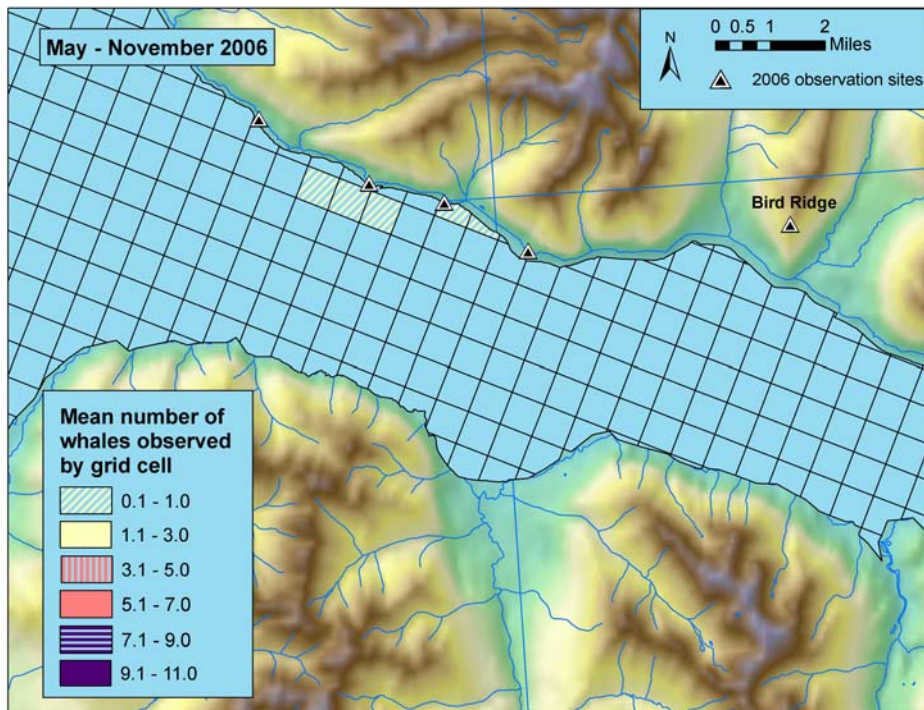 May - November 2006
N
0 0.5 1 2
Miles
2006 observation sites
Bird Ridge
Mean number of
whales observed
by grid cell
0.1 - 1.0
1.1 - 3.0
3.1 - 5.0
5.1 - 7.0
7.1 - 9.0
9.1 - 11.0